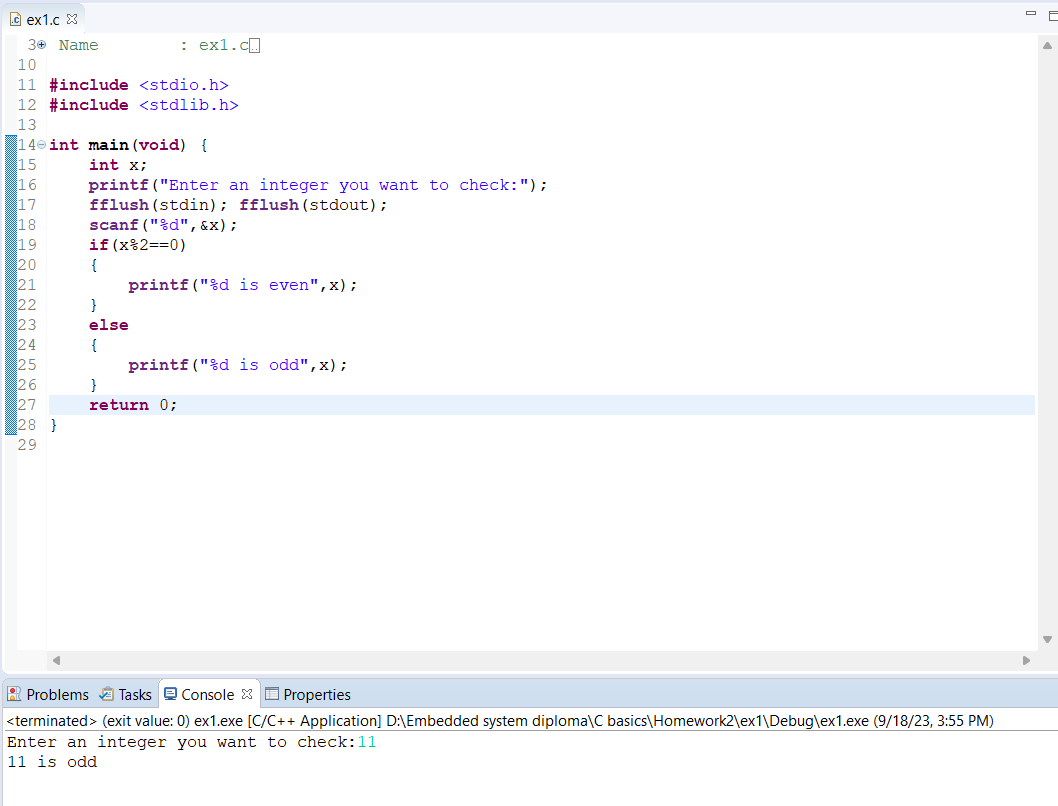 ex1.c
3 Name        : ex1.c
10
11 #include <stdio.h>
12 #include <stdlib.h>
13
14 int main(void) {
15     int x;
16     printf("Enter an integer you want to check:");
17     fflush(stdin); fflush(stdout);
18     scanf("%d",&x);
19     if(x%2==0)
20     {
21         printf("%d is even",x);
22     }
23     else
24     {
25         printf("%d is odd",x);
26     }
27     return 0;
28 }
29
Problems Tasks Console Properties
<terminated> (exit value: 0) ex1.exe [C/C++ Application] D:\Embedded system diploma\C basics\Homework2\ex1\Debug\ex1.exe (9/18/23, 3:55 PM)
Enter an integer you want to check:11
11 is odd